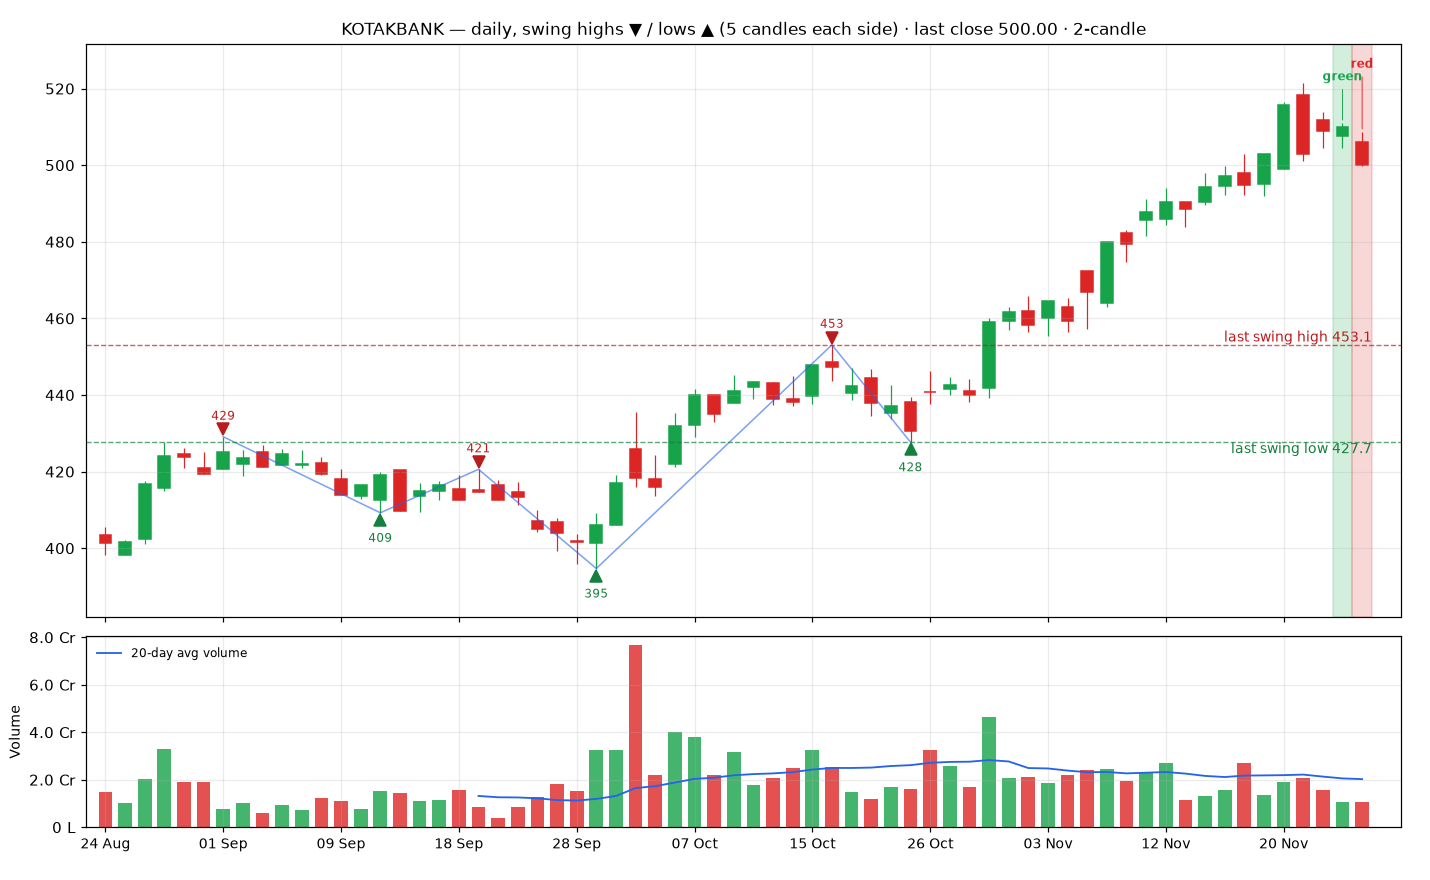 KOTAKBANK — daily, swing highs ▼ / lows ▲ (5 candles each side) · last close 500.00 · 2-candle
red
green
520
500
480
460
440
420
400
453
last swing high 453.1
429
421
last swing low 427.7
428
409
395
8.0 Cr
6.0 Cr
4.0 Cr
2.0 Cr
0 L
Volume
20-day avg volume
24 Aug
01 Sep
09 Sep
18 Sep
28 Sep
07 Oct
15 Oct
26 Oct
03 Nov
12 Nov
20 Nov